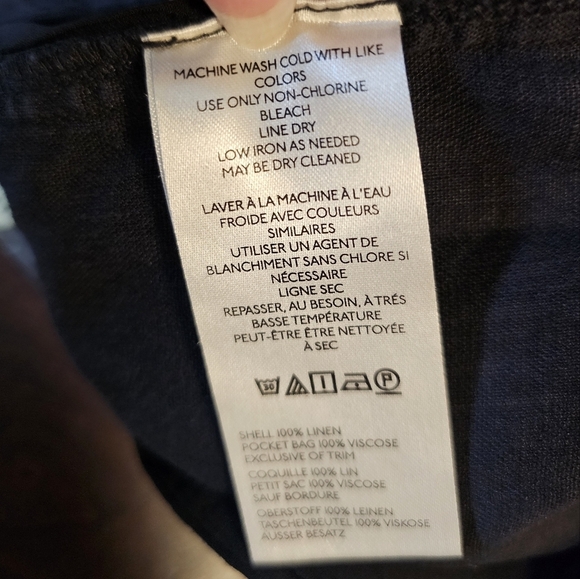 MACHINE WASH COLD WITH LIKE
COLORS
USE ONLY NON-CHLORINE
BLEACH
LINE DRY
LOW IRON AS NEEDED
MAY BE DRY CLEANED
LAVER À LA MACHINE À L'EAU
FROIDE AVEC COULEURS
SIMILAIRES
UTILISER UN AGENT DE
BLANCHIMENT SANS CHLORE SI
NÉCESSAIRE
LIGNE SEC
REPASSER, AU BESOIN, À TRÉS
BASSE TEMPÉRATURE
PEUT-ÊTRE ÊTRE NETTOYÉE
À SEC
30 P
SHELL 100% LINEN
POCKET BAG 100% VISCOSE
EXCLUSIVE OF TRIM
COQUILLE 100% LIN
PETIT SAC 100% VISCOSE
SAUF BORDURE
OBERSTOFF 100% LEINEN
TASCHENBEUTEL 100% VISKOSE
AUSSER BESATZ